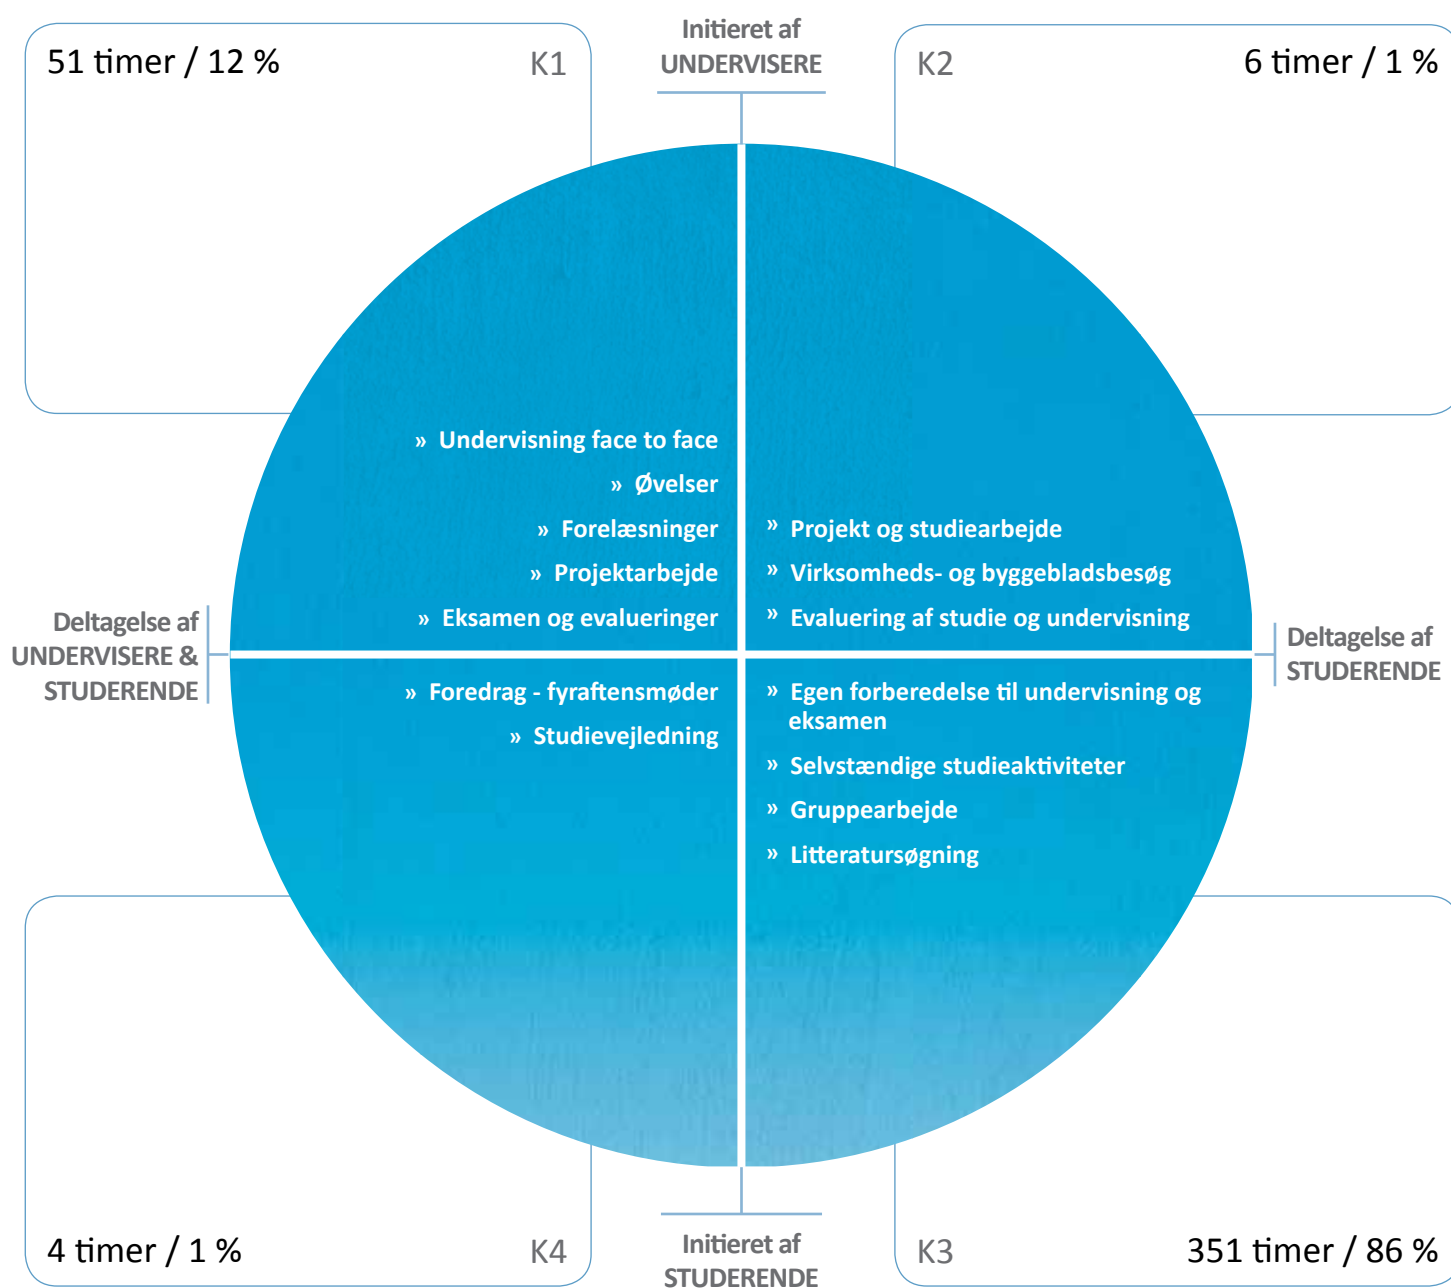 51 timer / 12 %
K1
Initieret af
UNDERVISERE
K2
6 timer / 1 %
» Undervisning face to face
» Øvelser
» Forelæsninger
» Projektarbejde
» Eksamen og evalueringer
» Projekt og studiearbejde
» Virksomheds- og byggebladsbesøg
» Evaluering af studie og undervisning
Deltagelse af
UNDERVISERE &
STUDERENDE
Deltagelse af
STUDERENDE
» Foredrag - fyraftensmøder
» Studievejledning
» Egen forberedelse til undervisning og
eksamen
» Selvstændige studieaktiviteter
» Gruppearbejde
» Litteratursøgning
4 timer / 1 %
K4
Initieret af
STUDERENDE
K3
351 timer / 86 %